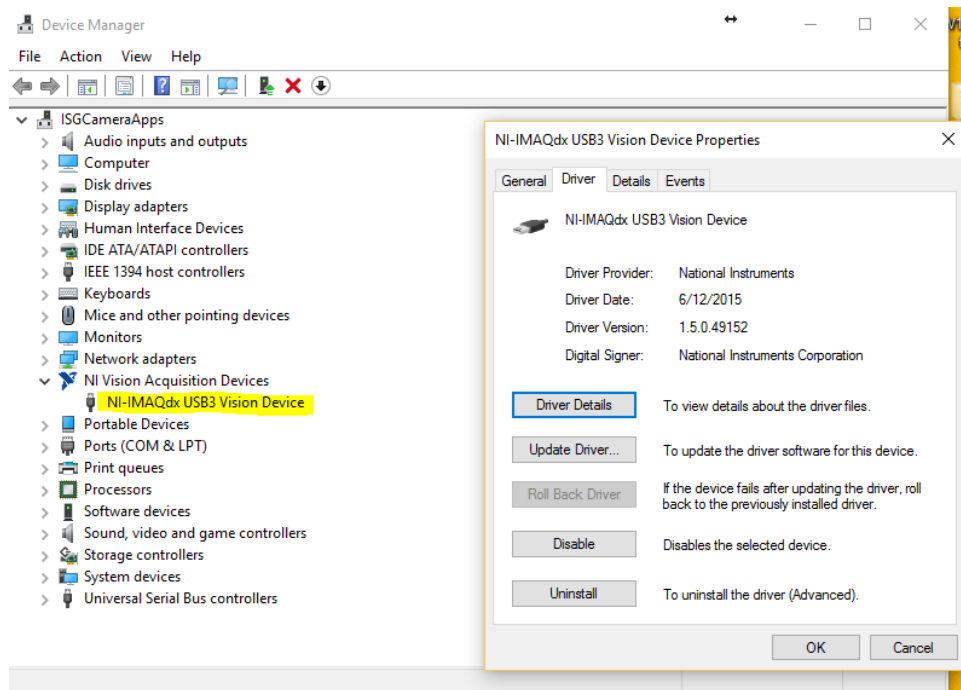 Device Manager
File Action View Help
ISGCameraApps
Audio inputs and outputs
Computer
Disk drives
Display adapters
Human Interface Devices
IDE ATA/ATAPI controllers
IEEE 1394 host controllers
Keyboards
Mice and other pointing devices
Monitors
Network adapters
NI Vision Acquisition Devices
NI-IMAQdx USB3 Vision Device
Portable Devices
Ports (COM & LPT)
Print queues
Processors
Software devices
Sound, video and game controllers
Storage controllers
System devices
Universal Serial Bus controllers
NI-IMAQdx USB3 Vision Device Properties
General Driver Details Events
NI-IMAQdx USB3 Vision Device
Driver Provider: National Instruments
Driver Date: 6/12/2015
Driver Version: 1.5.0.49152
Digital Signer: National Instruments Corporation
Driver Details To view details about the driver files.
Update Driver... To update the driver software for this device.
Roll Back Driver If the device fails after updating the driver, roll
back to the previously installed driver.
Disable Disables the selected device.
Uninstall To uninstall the driver (Advanced).
OK Cancel